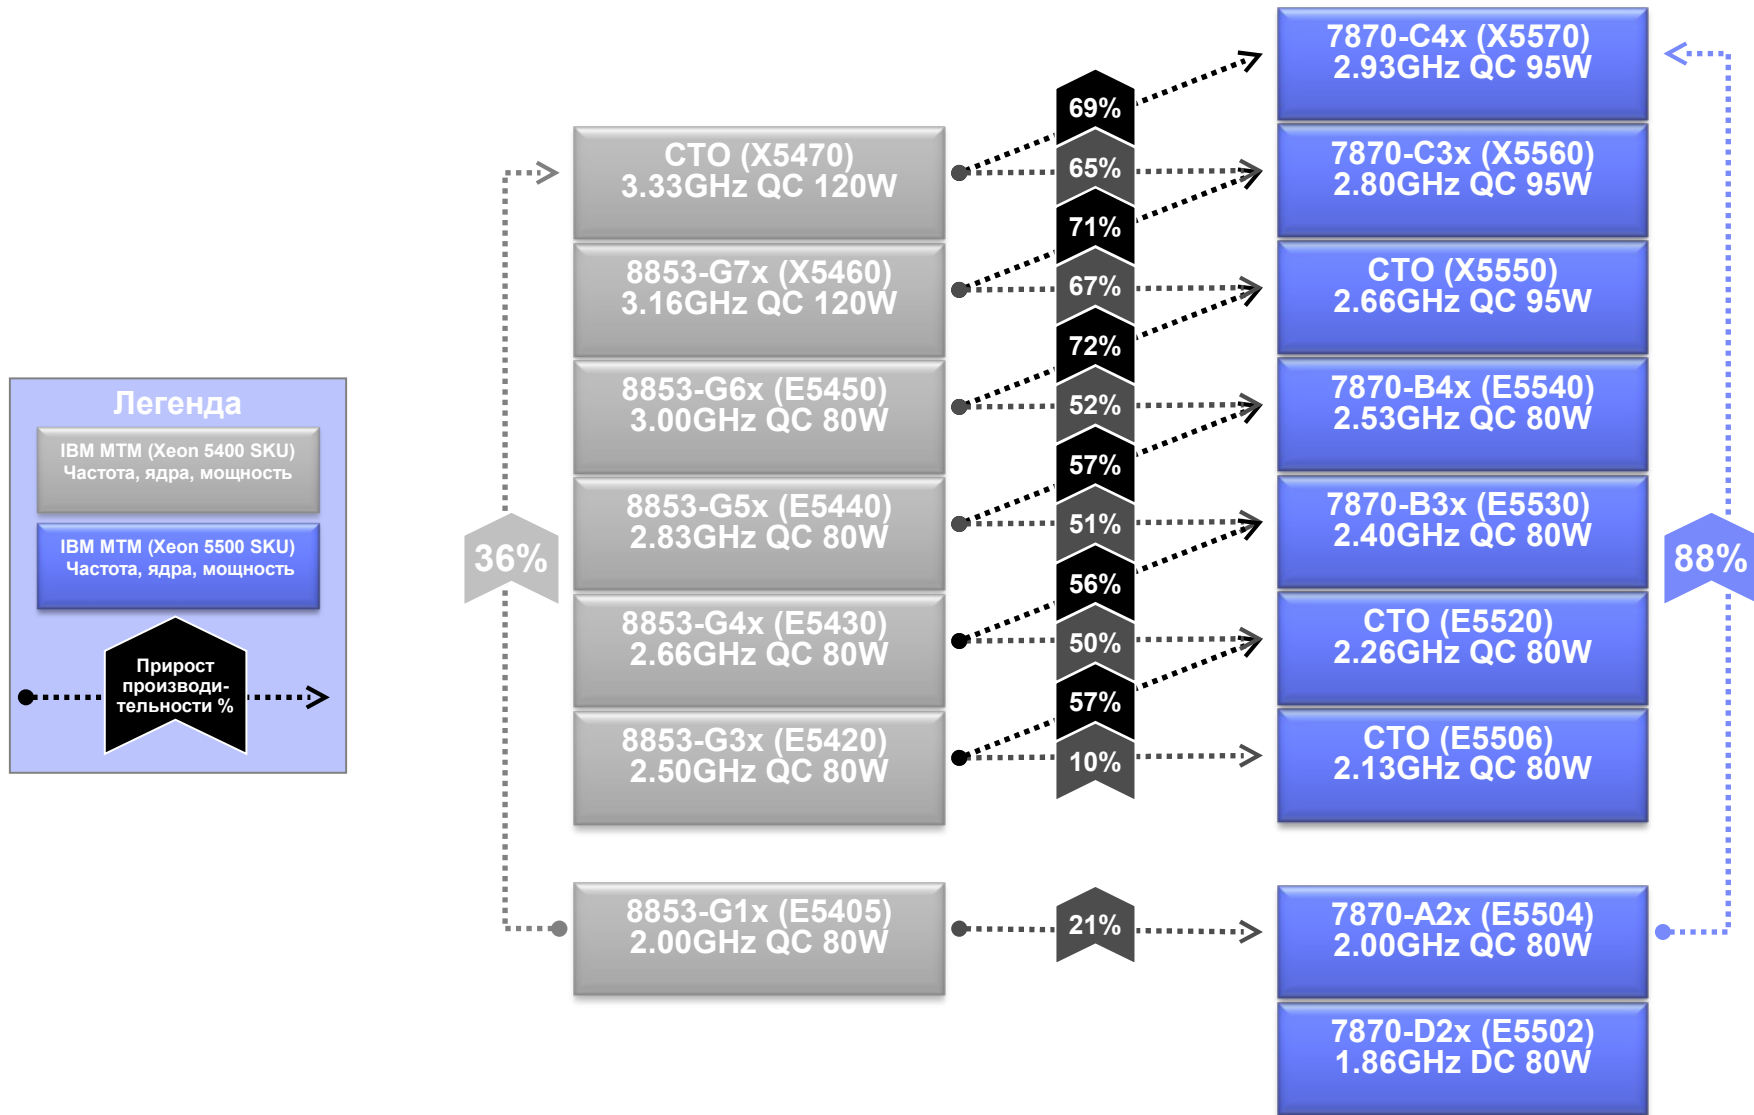 Легенда
IBM MTM (Xeon 5400 SKU)
Частота, ядра, мощность
IBM MTM (Xeon 5500 SKU)
Частота, ядра, мощность
Прирост
производи-
тельности %
36%
CTO (X5470)
3.33GHz QC 120W
8853-G7x (X5460)
3.16GHz QC 120W
8853-G6x (E5450)
3.00GHz QC 80W
8853-G5x (E5440)
2.83GHz QC 80W
8853-G4x (E5430)
2.66GHz QC 80W
8853-G3x (E5420)
2.50GHz QC 80W
8853-G1x (E5405)
2.00GHz QC 80W
69%
65%
71%
67%
72%
52%
57%
51%
56%
50%
57%
10%
21%
7870-C4x (X5570)
2.93GHz QC 95W
7870-C3x (X5560)
2.80GHz QC 95W
CTO (X5550)
2.66GHz QC 95W
7870-B4x (E5540)
2.53GHz QC 80W
7870-B3x (E5530)
2.40GHz QC 80W
CTO (E5520)
2.26GHz QC 80W
CTO (E5506)
2.13GHz QC 80W
7870-A2x (E5504)
2.00GHz QC 80W
7870-D2x (E5502)
1.86GHz DC 80W
88%